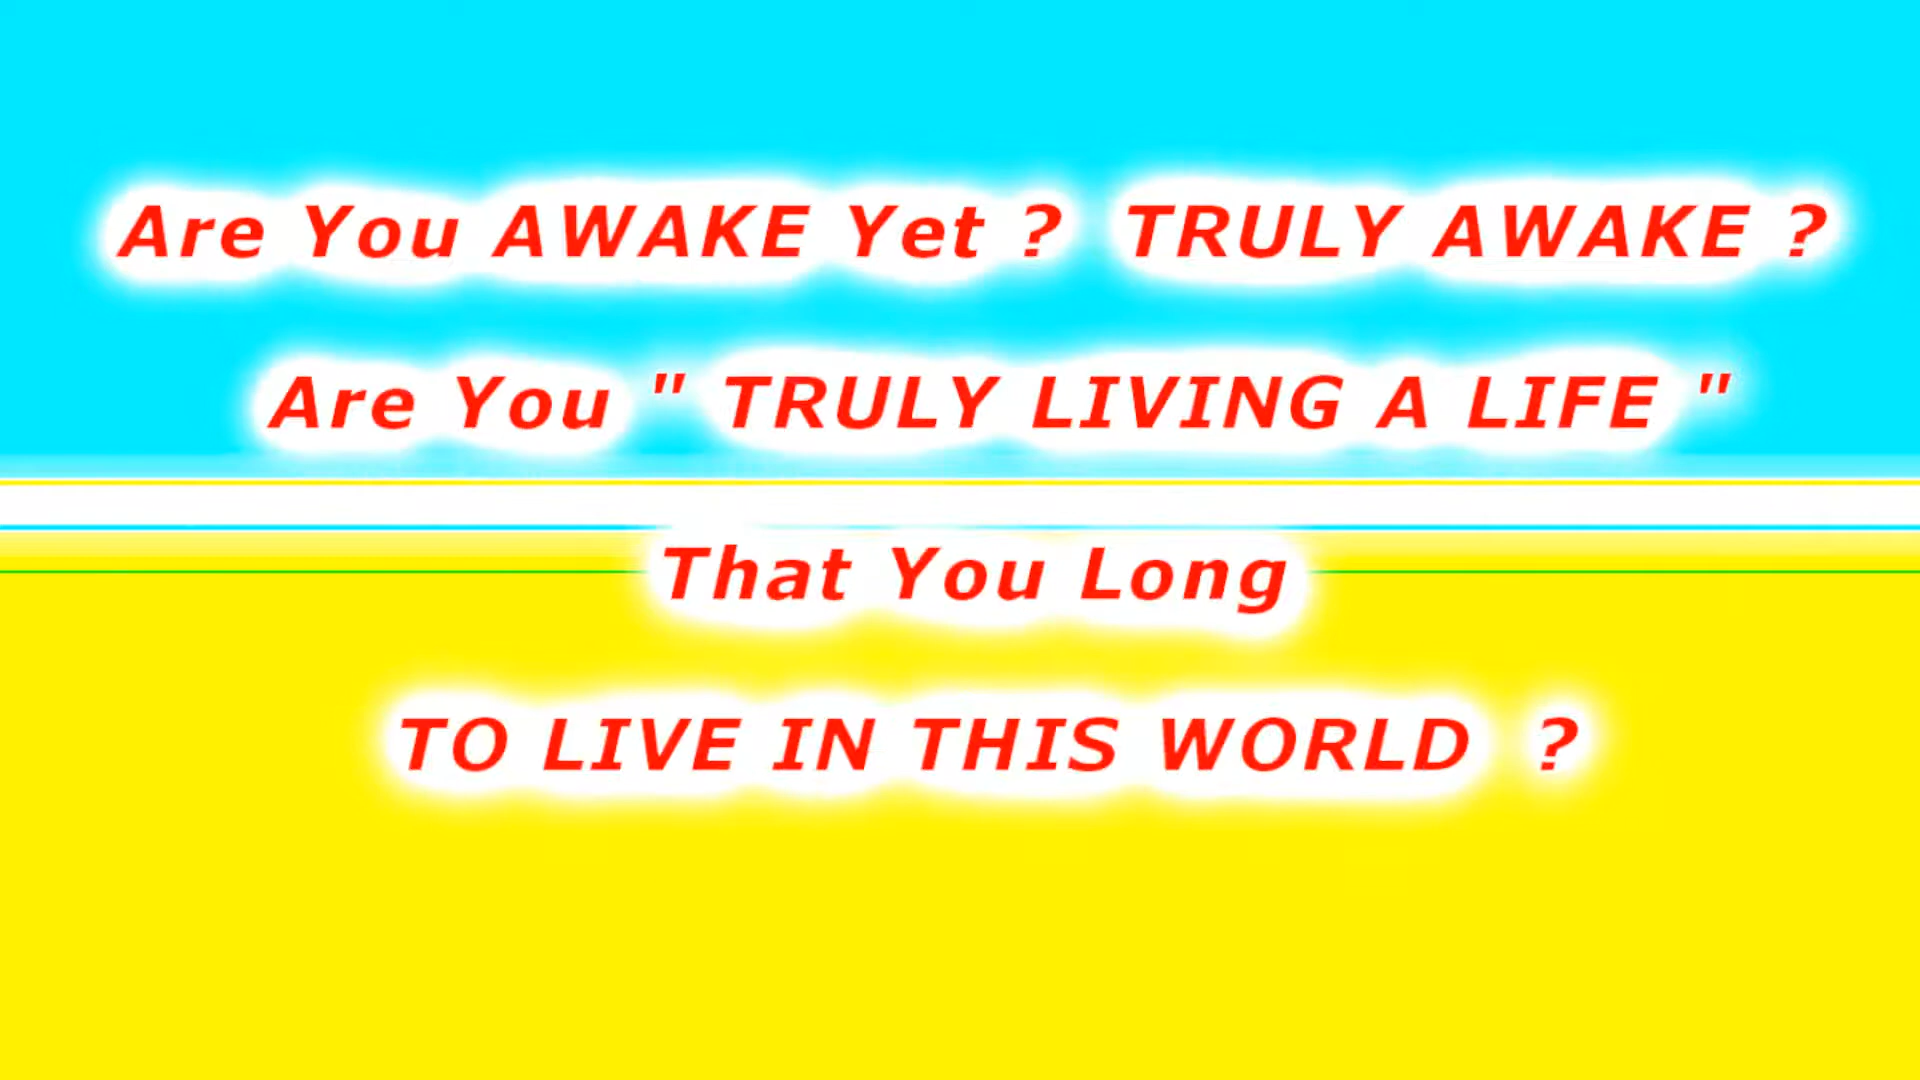 Are You AWAKE Yet ? TRULY AWAKE ?
Are You " TRULY LIVING A LIFE "
That You Long
TO LIVE IN THIS WORLD ?